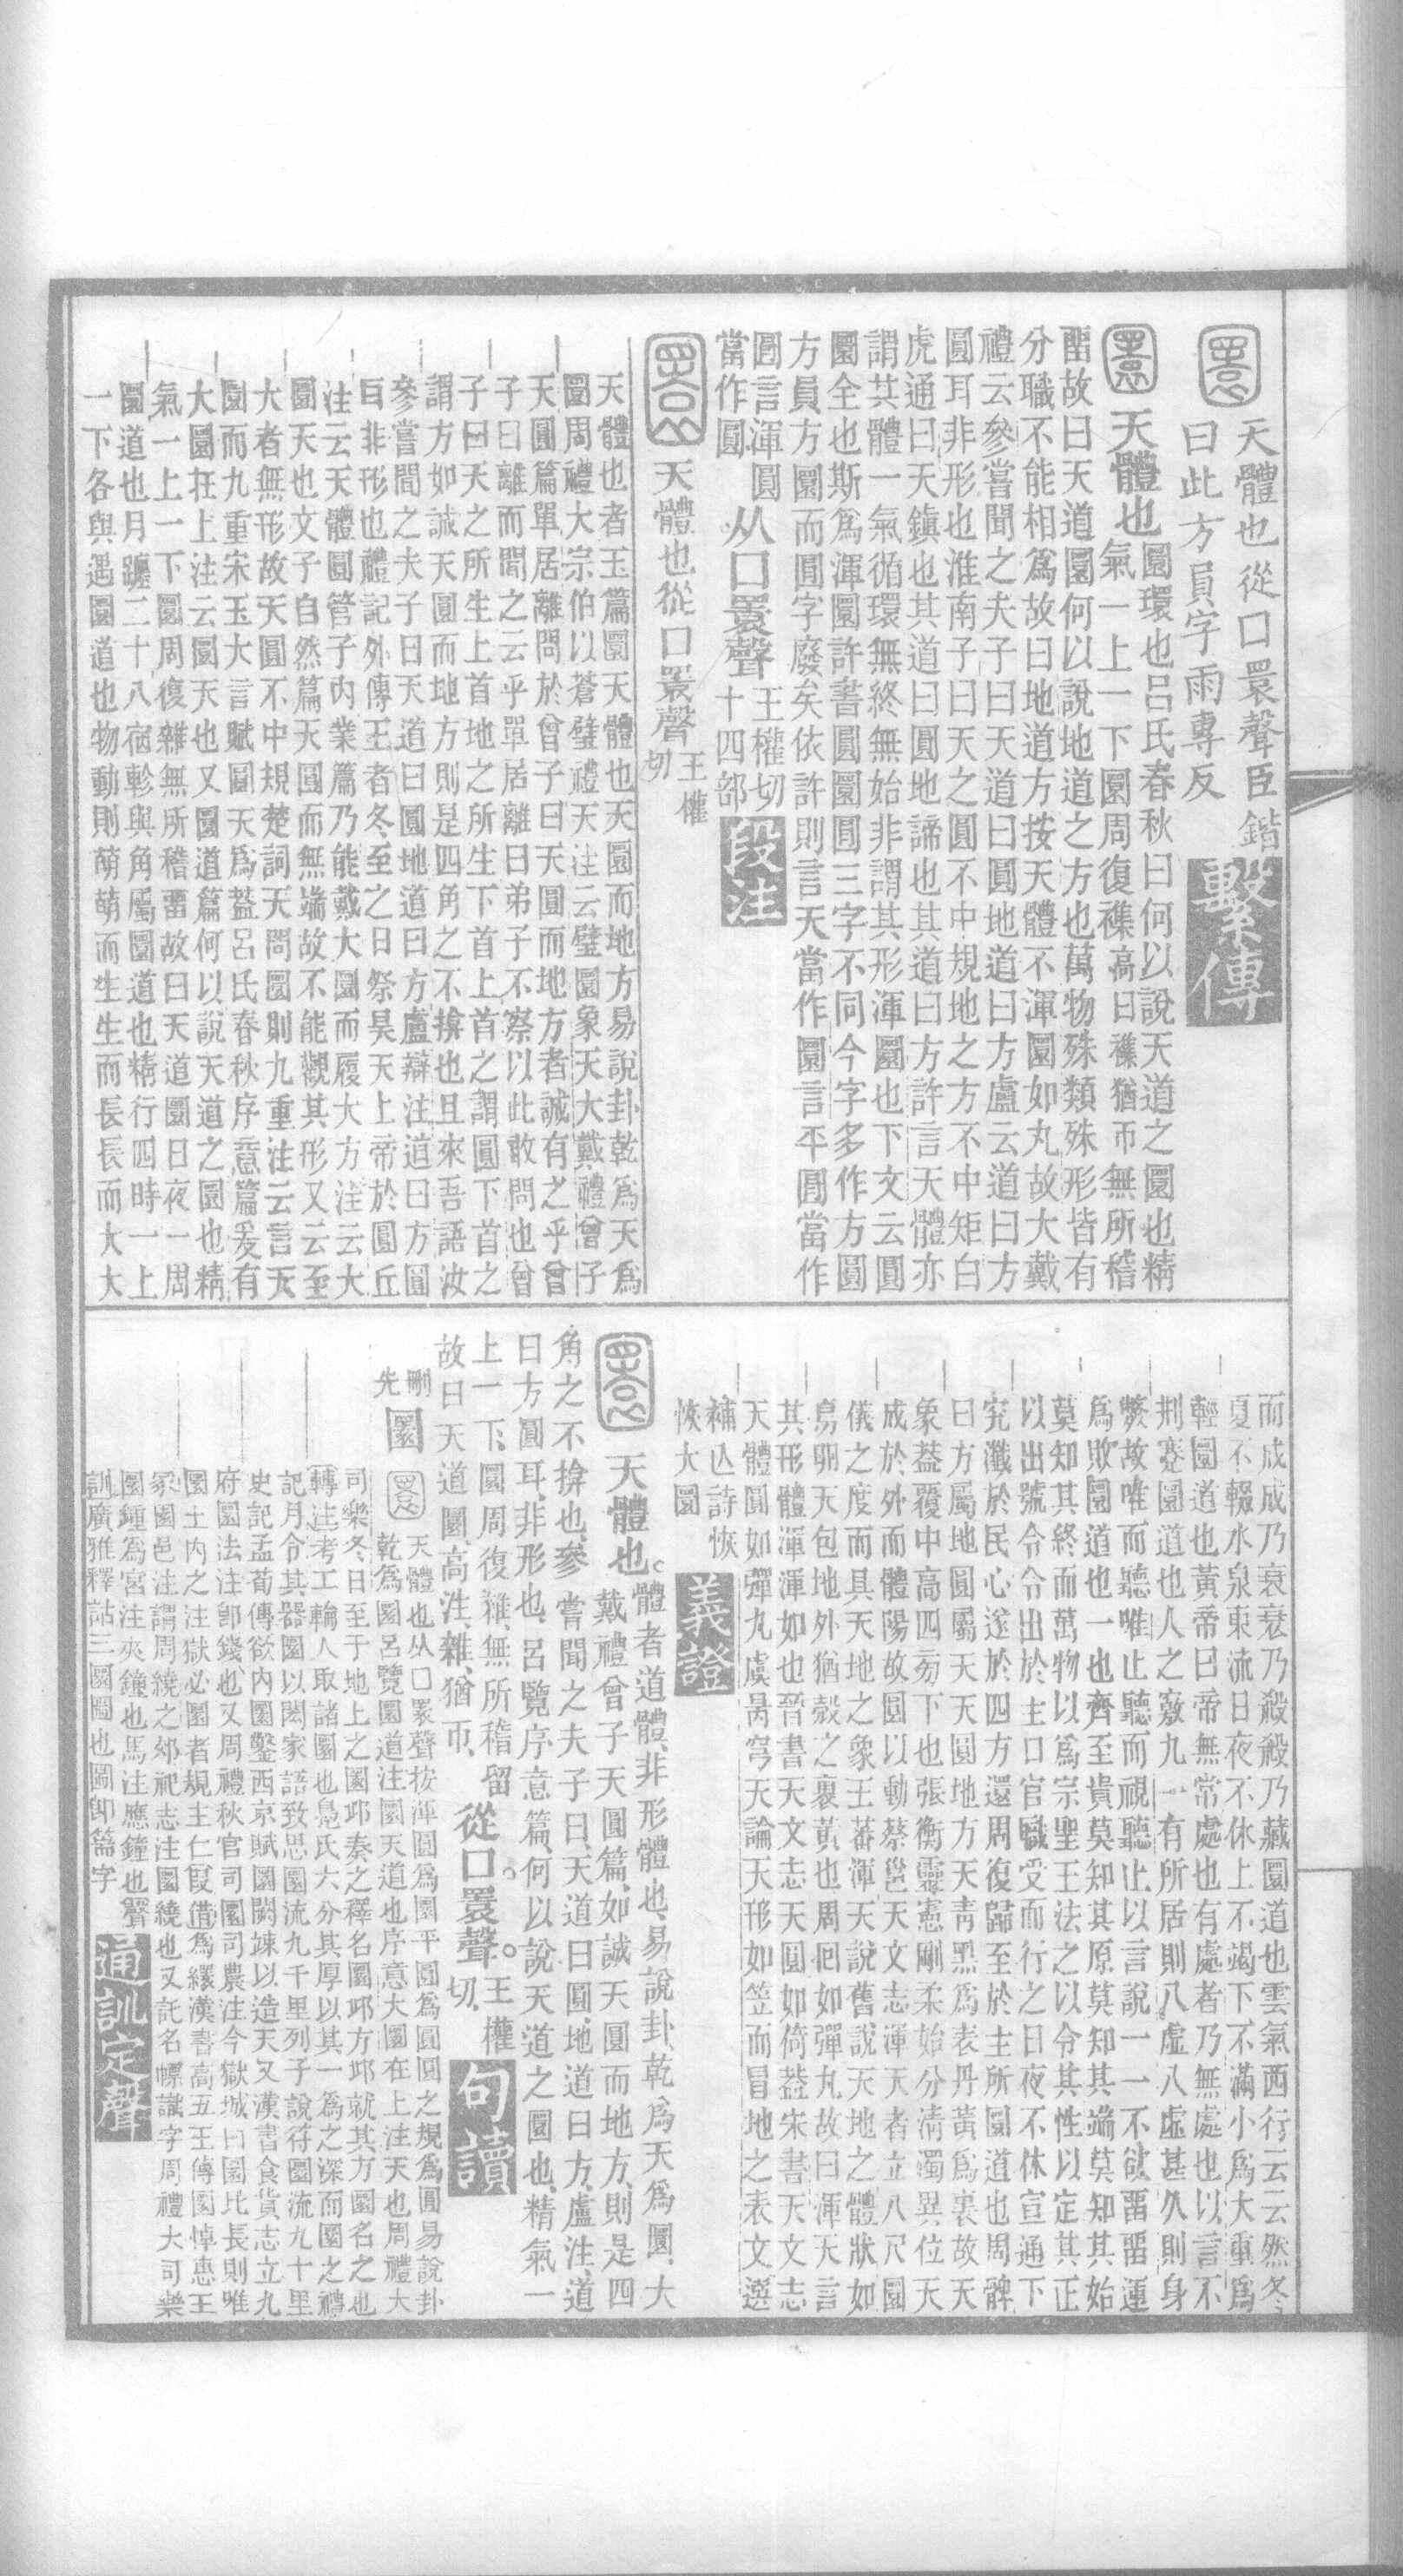 天體也從囗睘聲臣鍇
曰此方員字雨專反
繫傳
天體也
圜環也呂氏春秋曰何以說天道之圜也精
氣一上一下圜周復襍高曰襍猶帀無所稽
畱故曰天道圜何以說地道之方也萬物殊類殊形皆有
分職不能相爲故曰地道方按天體不渾圜如丸故大戴
禮云參嘗聞之夫子曰天道曰圓地道曰方盧云道曰方
圓耳非形也淮南子曰天之圓不中規地之方不中矩白
虎通曰天鎮也其道曰圓地諦也其道曰方許言天體亦
謂其體一氣循環無終無始非謂其形渾圜也下文云圓
圜全也斯爲渾圜許書圓圜圓三字不同今字多作方圓
方員方圜而圓字廢矣依許則言天當作圜言平圓當作
圓言渾圓
當作圓
从囗睘聲
王權切
十四部
段注
天體也從囗睘聲
王權
切
天體也者玉篇圜天體也天圜而地方易說卦乾爲天爲
圜周禮大宗伯以蒼璧禮天注云璧圜象天大戴禮曾子
天圓篇單居離問於曾子曰天圓而地方者誠有之乎曾
子曰離而聞之云乎單居離曰弟子不察以此敢問也曾
子曰天之所生上首地之所生下首上首之謂圓下首之
謂方如誠天圓而地方則是四角之不揜也且來吾語汝
參嘗聞之夫子曰天道曰圓地道曰方盧辯注道曰方圓
耳非形也禮記外傳王者冬至之日祭昊天上帝於圜丘
注云天體圓管子內業篇乃能戴大圜而履大方注云大
圜天也文子自然篇天圓而無端故不能觀其形又云至
大者無形故天圓不中規楚詞天問圜則九重注云言天
圜而九重宋玉大言賦圜天爲蓋呂氏春秋序意篇爰有
大圜在上注云圜天也又圜道篇何以說天道之圜也精
氣一上一下圜周復雜無所稽畱故曰天道圜日夜一周
圜道也月躔二十八宿軫與角屬圜道也精行四時一上
一下各與遇圜道也物動則萌萌而生生而長長而大大
而成成乃衰衰乃殺殺乃藏圜道也雲氣西行云云然冬
夏不輟水泉東流日夜不休上不竭下不滿小爲大重爲
輕圜道也黃帝曰帝無常處也有處者乃無處也以言不
刑蹇圜道也人之竅九一有所居則八虛八虛甚久則身
獘故唯而聽唯止聽而視聽止以言說一一不欲畱畱運
爲敗圜道也一也齊至貴莫知其原莫知其端莫知其始
莫知其終而萬物以爲宗聖王法之以令其性以定其正
以出號令令出於主口官職受而行之日夜不休宣通下
究瀸於民心遂於四方還周復歸至於主所圜道也周髀
曰方屬地圓屬天天圓地方天青黑爲表丹黃爲裏故天
象蓋覆中高四旁下也張衡靈憲剛柔始分清濁異位天
成於外而體陽故圓以動蔡邕天文志渾天者立八尺圜
儀之度而具天地之象王蕃渾天說舊說天地之體狀如
鳥卵天包地外猶殼之裹黃也周囘如彈丸故曰渾天言
其形體渾渾如也晉書天文志天圓如倚蓋宋書天文志
天體圓如彈丸虞昺穹天論天形如笠而冒地之表文選
補亾詩恢
恢大圜
義證
天體也。
體者道體、非形體也、易說卦、乾爲天爲圜、大
戴禮曾子天圓篇、如誠天圓而地方、則是四
角之不揜也、參嘗聞之夫子曰、天道曰圓、地道曰方、盧注、道
曰方圓耳、非形也、呂覽序意篇、何以說天道之圜也、精氣一
上一下、圜周復雜、無所稽留
故曰天道圜、高注、雜、猶帀、
從囗。睘聲。
王權
切、
句讀
刪
先
圜
天體也从囗睘聲按渾圓爲圜平圓爲圓圓之規爲圓易說卦
乾爲圜呂覽圜道注圜天道也序意大圜在上注天也周禮大
司樂冬日至于地上之圜丘奏之釋名圜丘方丘就其方圜名之也
轉注考工輪人取諸圜也鳧氏六分其厚以其一爲之深而圜之禮
記月令其器圜以閎家語致思圜流九千里列子說符圜流九十里
史記孟荀傳欲內圜鑿西京賦圜闕竦以造天又漢書食貨志立九
府圜法注卽錢也又周禮秋官司圜司農注今獄城曰圜比長則唯
圜土內之注獄必圜者規主仁叚借爲繯漢書高五王傳圜悼惠王
冢園邑注謂周繞之郊祀志注圜繞也又託名幖識字周禮大司樂
圜鍾爲宮注夾鍾也馬注應鍾也聲
訓廣雅釋詁三圜圓也圓卽篇字
通訓定聲